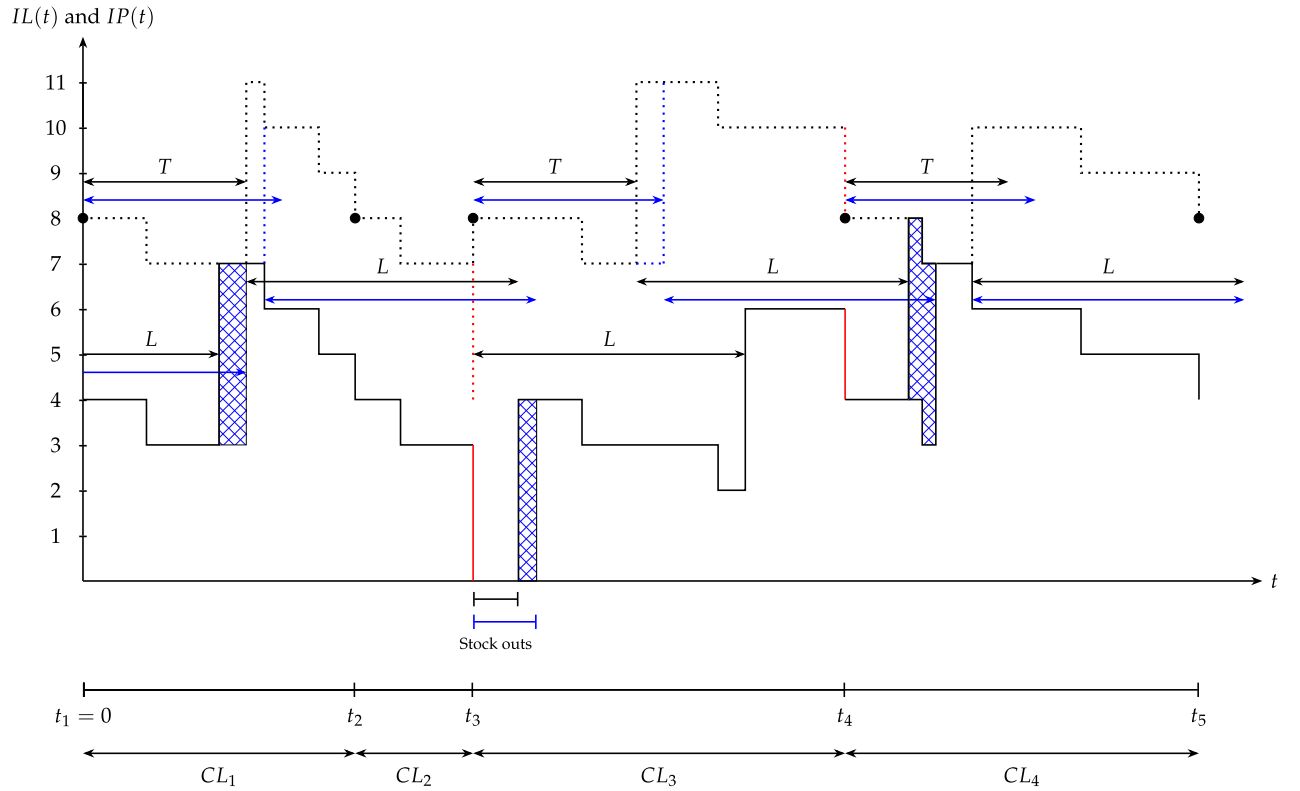 IL(t) and IP(t)
11
10
9
T
T
T
8
7
L
L
L
6
5
L
L
4
3
2
1
t
Stock outs
t₁ = 0
t₂
t₃
t₄
t₅
CL₁
CL₂
CL₃
CL₄